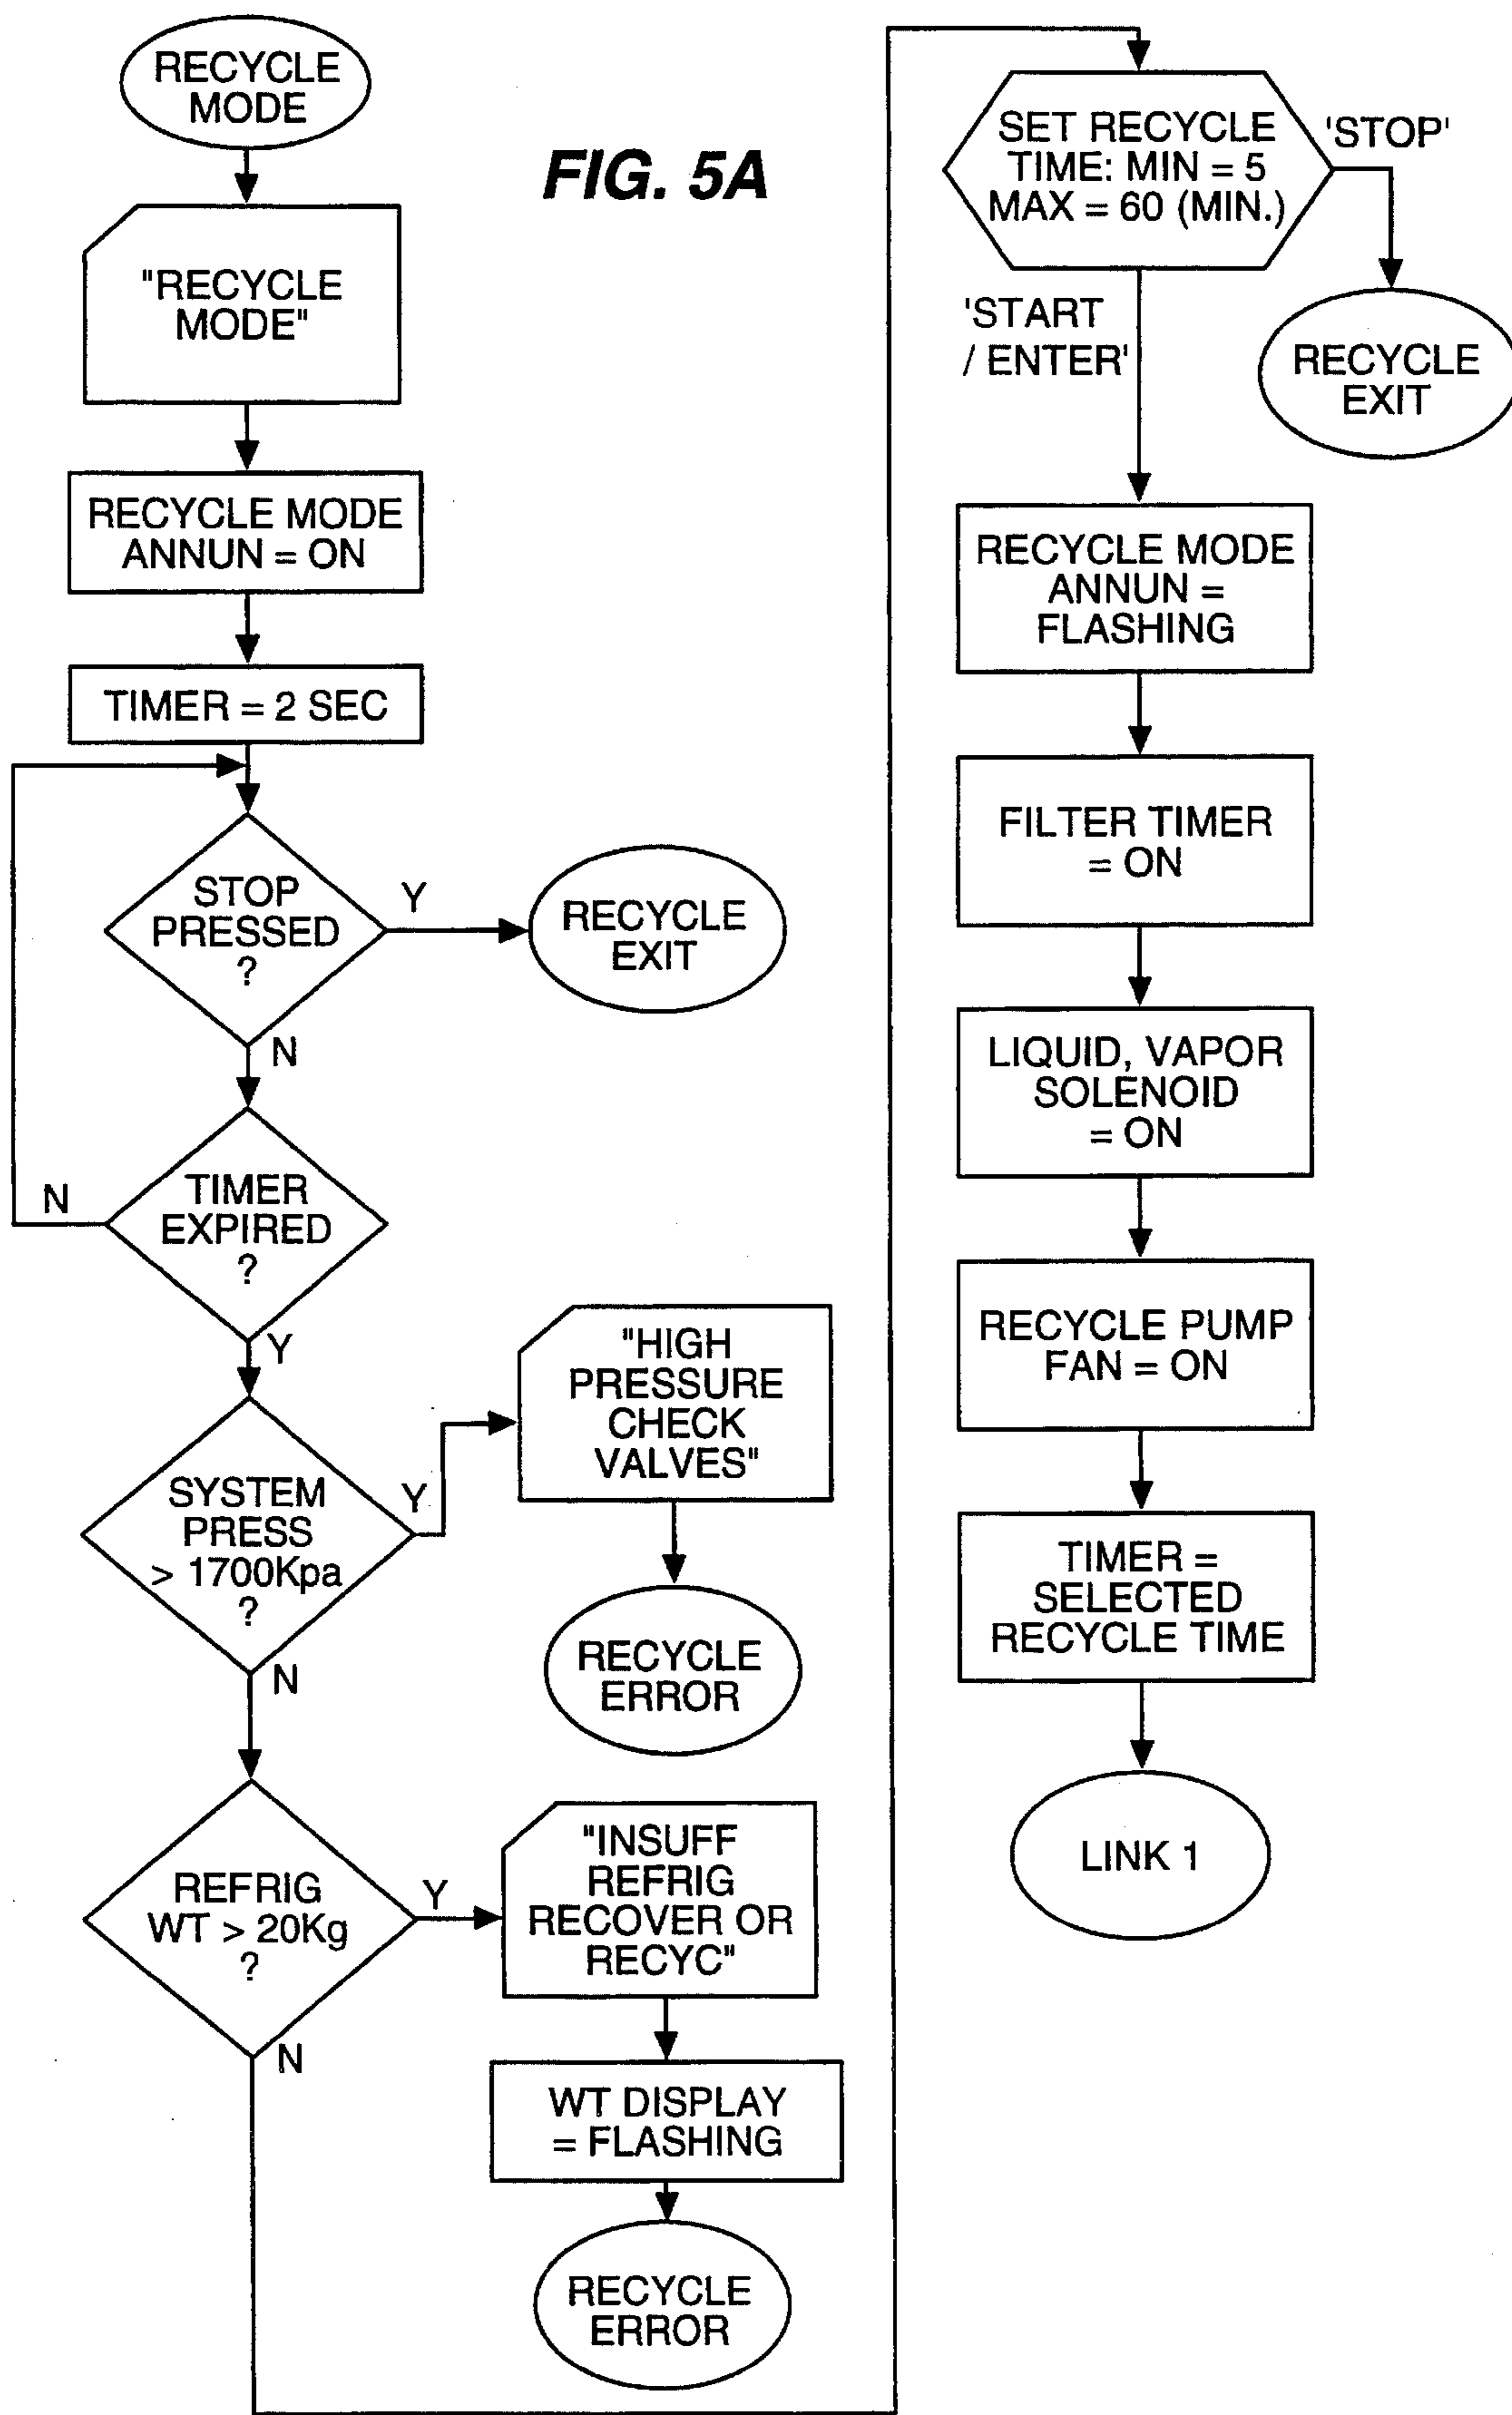 RECYCLE
MODE
FIG. 5A
"RECYCLE
MODE"
RECYCLE MODE
ANNUN = ON
TIMER = 2 SEC
STOP
PRESSED
?
Y
RECYCLE
EXIT
N
TIMER
EXPIRED
?
N
Y
SYSTEM
PRESS
> 1700Kpa
?
Y
"HIGH
PRESSURE
CHECK
VALVES"
RECYCLE
ERROR
N
REFRIG
WT > 20Kg
?
Y
"INSUFF
REFRIG
RECOVER OR
RECYC"
WT DISPLAY
= FLASHING
RECYCLE
ERROR
N
SET RECYCLE
TIME: MIN = 5
MAX = 60 (MIN.)
'STOP'
RECYCLE
EXIT
'START
/ ENTER'
RECYCLE MODE
ANNUN =
FLASHING
FILTER TIMER
= ON
LIQUID, VAPOR
SOLENOID
= ON
RECYCLE PUMP
FAN = ON
TIMER =
SELECTED
RECYCLE TIME
LINK 1